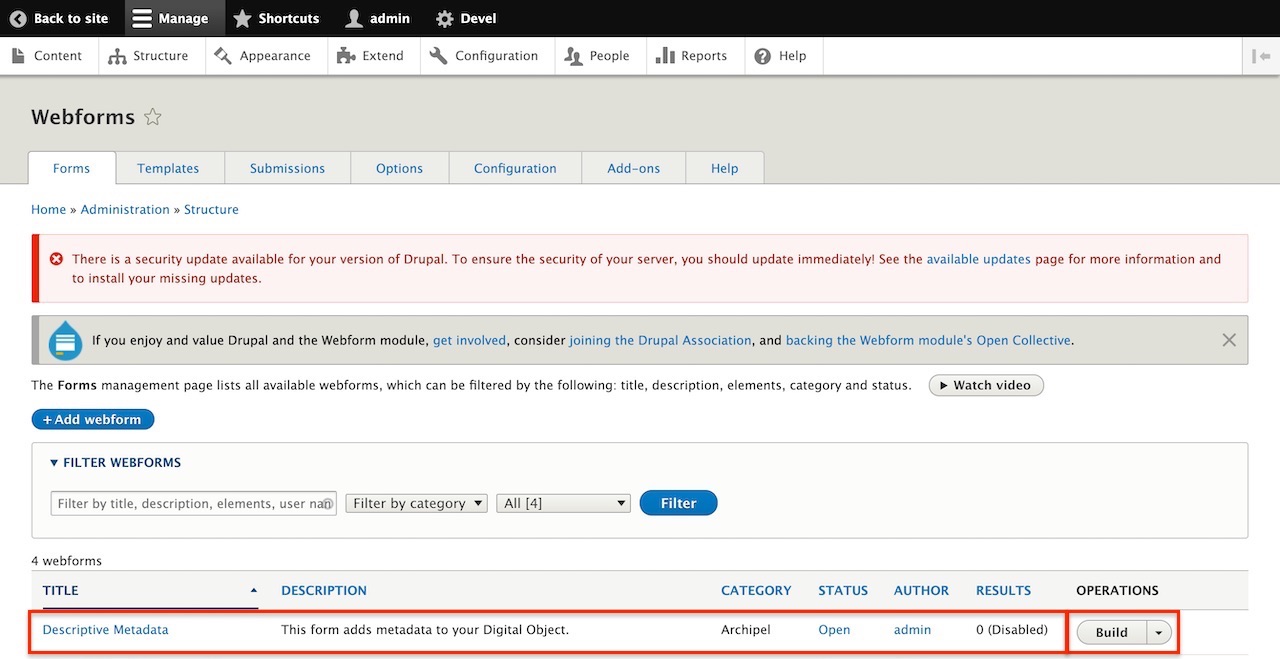 Back to site Manage Shortcuts admin Devel
Content Structure Appearance Extend Configuration People Reports Help
Webforms
Forms Templates Submissions Options Configuration Add-ons Help
Home » Administration » Structure
There is a security update available for your version of Drupal. To ensure the security of your server, you should update immediately! See the available updates page for more information and
to install your missing updates.
If you enjoy and value Drupal and the Webform module, get involved, consider joining the Drupal Association, and backing the Webform module's Open Collective.
The Forms management page lists all available webforms, which can be filtered by the following: title, description, elements, category and status. Watch video
+ Add webform
FILTER WEBFORMS
Filter by title, description, elements, user nan Filter by category All [4] Filter
4 webforms
TITLE DESCRIPTION CATEGORY STATUS AUTHOR RESULTS OPERATIONS
Descriptive Metadata This form adds metadata to your Digital Object. Archipel Open admin 0 (Disabled) Build